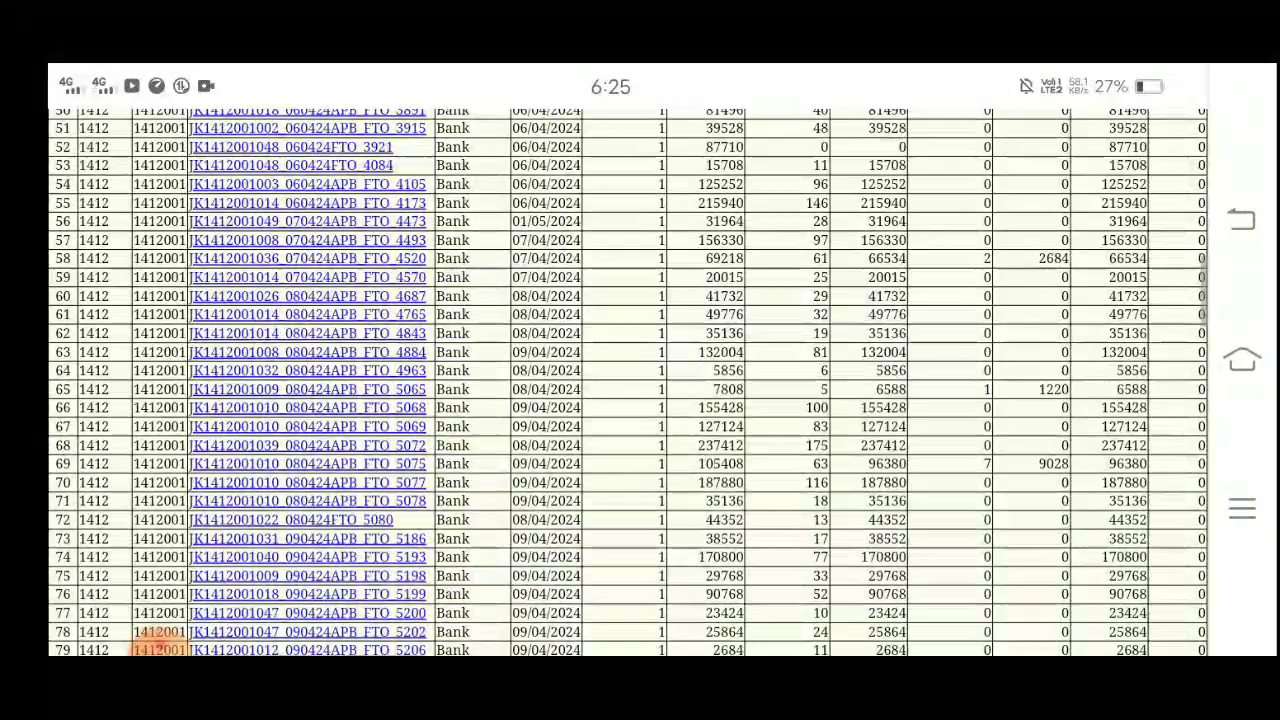 4G 4G 6:25 VoLTE1 LTE2 58.1 KB/s 27%
50 1412 1412001 JK1412001018_060424APB_FTO_3891 Bank 06/04/2024 1 81496 40 81496 0 0 81496 0
51 1412 1412001 JK1412001002_060424APB_FTO_3915 Bank 06/04/2024 1 39528 48 39528 0 0 39528 0
52 1412 1412001 JK1412001048_060424FTO_3921 Bank 06/04/2024 1 87710 0 0 0 0 87710 0
53 1412 1412001 JK1412001048_060424FTO_4084 Bank 06/04/2024 1 15708 11 15708 0 0 15708 0
54 1412 1412001 JK1412001003_060424APB_FTO_4105 Bank 06/04/2024 1 125252 96 125252 0 0 125252 0
55 1412 1412001 JK1412001014_060424APB_FTO_4173 Bank 06/04/2024 1 215940 146 215940 0 0 215940 0
56 1412 1412001 JK1412001049_070424APB_FTO_4473 Bank 01/05/2024 1 31964 28 31964 0 0 31964 0
57 1412 1412001 JK1412001008_070424APB_FTO_4493 Bank 07/04/2024 1 156330 97 156330 0 0 156330 0
58 1412 1412001 JK1412001036_070424APB_FTO_4520 Bank 07/04/2024 1 69218 61 66534 2 2684 66534 0
59 1412 1412001 JK1412001014_070424APB_FTO_4570 Bank 07/04/2024 1 20015 25 20015 0 0 20015 0
60 1412 1412001 JK1412001026_080424APB_FTO_4687 Bank 08/04/2024 1 41732 29 41732 0 0 41732 0
61 1412 1412001 JK1412001014_080424APB_FTO_4765 Bank 08/04/2024 1 49776 32 49776 0 0 49776 0
62 1412 1412001 JK1412001014_080424APB_FTO_4843 Bank 08/04/2024 1 35136 19 35136 0 0 35136 0
63 1412 1412001 JK1412001008_080424APB_FTO_4884 Bank 09/04/2024 1 132004 81 132004 0 0 132004 0
64 1412 1412001 JK1412001032_080424APB_FTO_4963 Bank 08/04/2024 1 5856 6 5856 0 0 5856 0
65 1412 1412001 JK1412001009_080424APB_FTO_5065 Bank 09/04/2024 1 7808 5 6588 1 1220 6588 0
66 1412 1412001 JK1412001010_080424APB_FTO_5068 Bank 09/04/2024 1 155428 100 155428 0 0 155428 0
67 1412 1412001 JK1412001010_080424APB_FTO_5069 Bank 09/04/2024 1 127124 83 127124 0 0 127124 0
68 1412 1412001 JK1412001039_080424APB_FTO_5072 Bank 08/04/2024 1 237412 175 237412 0 0 237412 0
69 1412 1412001 JK1412001010_080424APB_FTO_5075 Bank 09/04/2024 1 105408 63 96380 7 9028 96380 0
70 1412 1412001 JK1412001010_080424APB_FTO_5077 Bank 09/04/2024 1 187880 116 187880 0 0 187880 0
71 1412 1412001 JK1412001010_080424APB_FTO_5078 Bank 09/04/2024 1 35136 18 35136 0 0 35136 0
72 1412 1412001 JK1412001022_080424FTO_5080 Bank 08/04/2024 1 44352 13 44352 0 0 44352 0
73 1412 1412001 JK1412001031_090424APB_FTO_5186 Bank 09/04/2024 1 38552 17 38552 0 0 38552 0
74 1412 1412001 JK1412001040_090424APB_FTO_5193 Bank 09/04/2024 1 170800 77 170800 0 0 170800 0
75 1412 1412001 JK1412001009_090424APB_FTO_5198 Bank 09/04/2024 1 29768 33 29768 0 0 29768 0
76 1412 1412001 JK1412001018_090424APB_FTO_5199 Bank 09/04/2024 1 90768 52 90768 0 0 90768 0
77 1412 1412001 JK1412001047_090424APB_FTO_5200 Bank 09/04/2024 1 23424 10 23424 0 0 23424 0
78 1412 1412001 JK1412001047_090424APB_FTO_5202 Bank 09/04/2024 1 25864 24 25864 0 0 25864 0
79 1412 1412001 JK1412001012_090424APB_FTO_5206 Bank 09/04/2024 1 2684 11 2684 0 0 2684 0